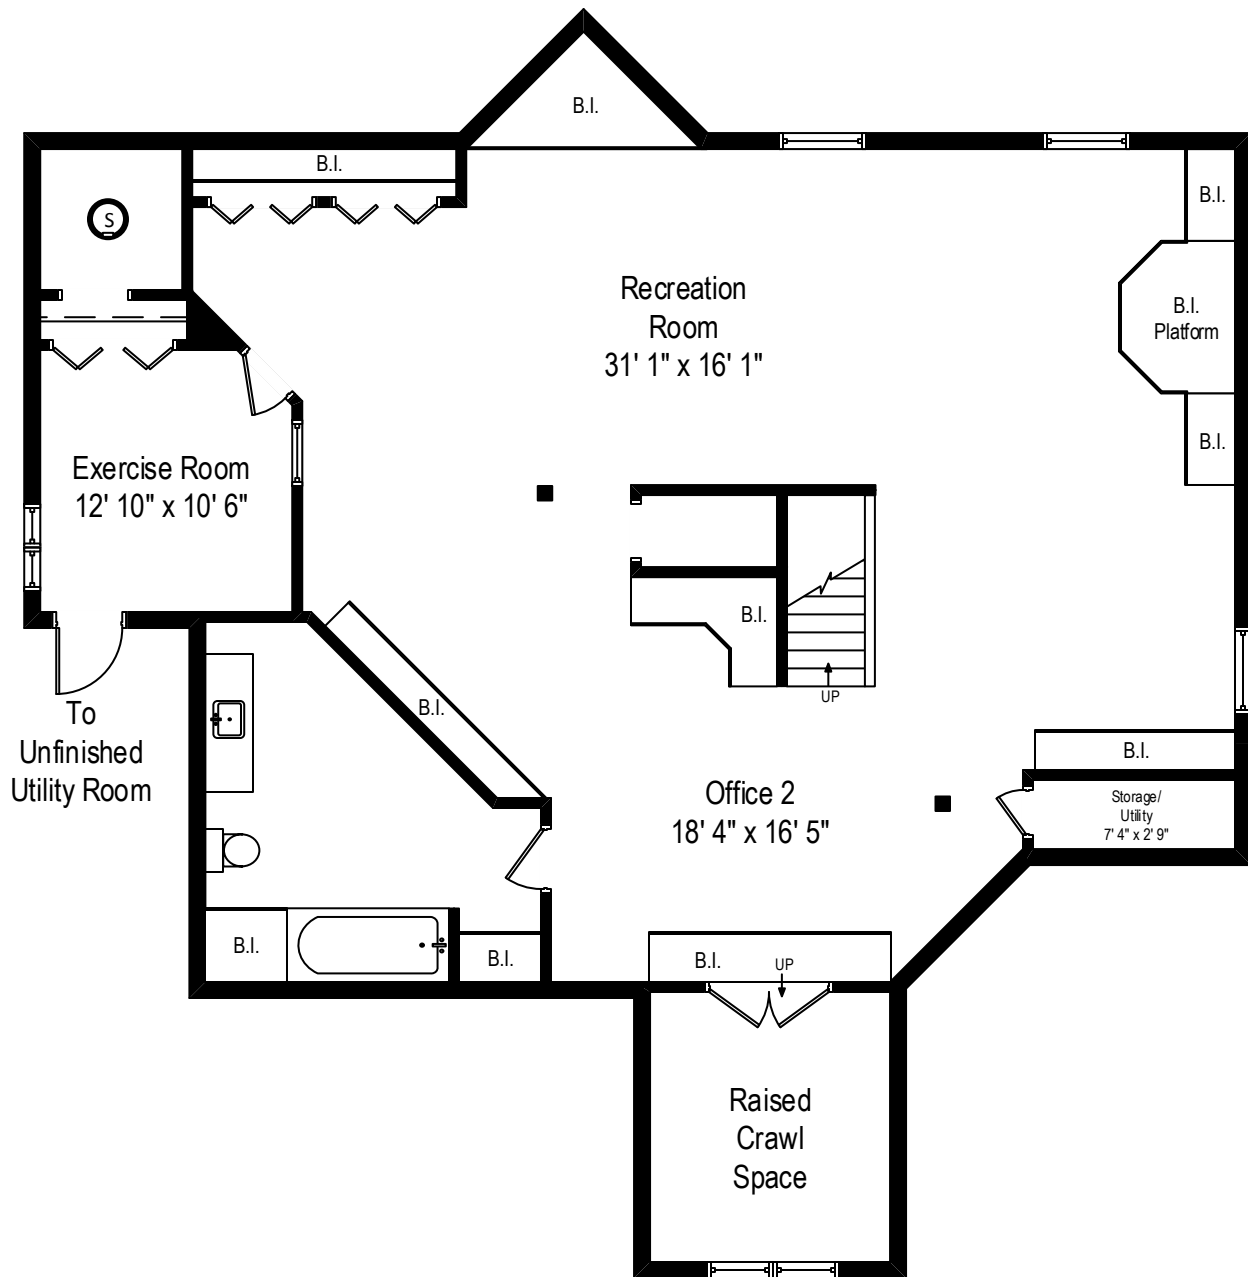 B.I.
B.I.
S
B.I.
Recreation
Room
31' 1" x 16' 1"
B.I.
Platform
B.I.
Exercise Room
12' 10" x 10' 6"
B.I.
UP
To
Unfinished
Utility Room
B.I.
B.I.
Office 2
18' 4" x 16' 5"
Storage/
Utility
7' 4" x 2' 9"
B.I.
B.I.
B.I.
UP
Raised
Crawl
Space